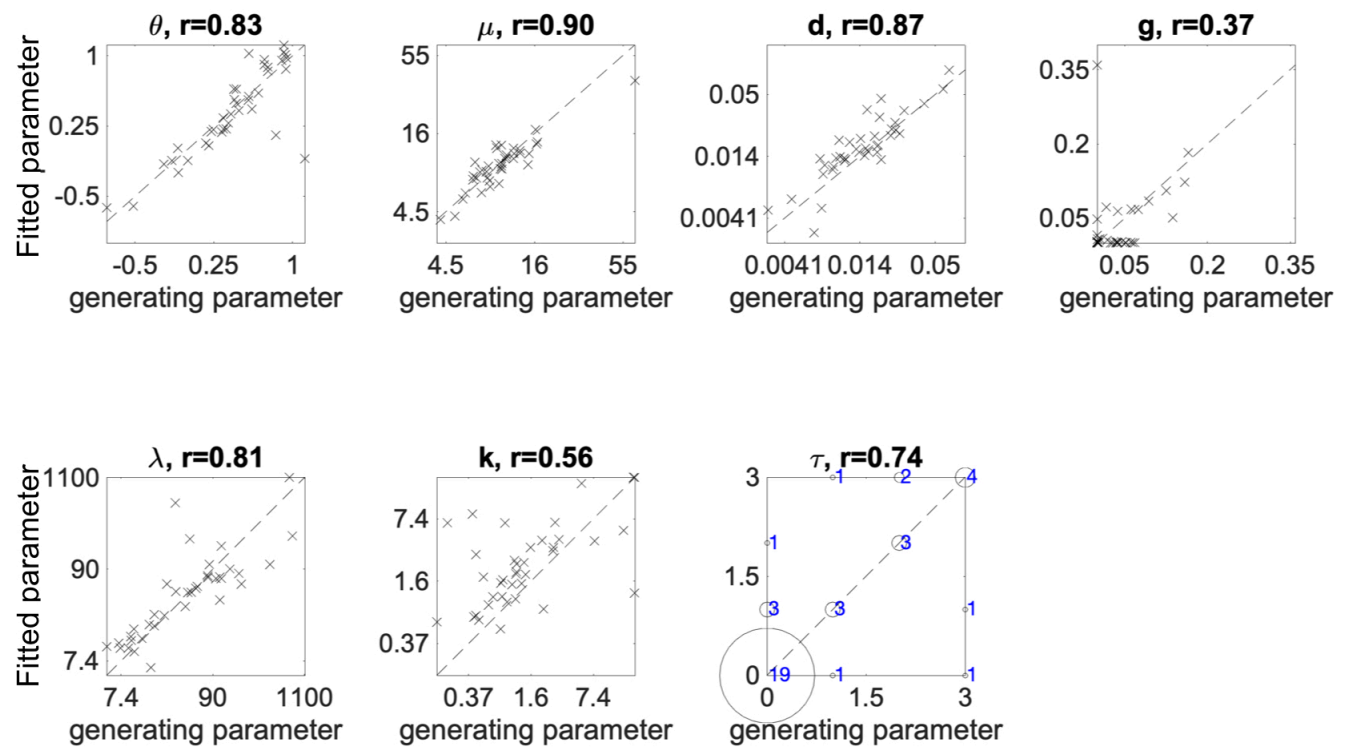 θ, r=0.83
μ, r=0.90
d, r=0.87
g, r=0.37
Fitted parameter
1
0.25
-0.5
-0.5 0.25 1
generating parameter
55
16
4.5
4.5 16 55
generating parameter
0.05
0.014
0.0041
0.0041 0.014 0.05
generating parameter
0.35
0.2
0.05
0.05 0.2 0.35
generating parameter
λ, r=0.81
k, r=0.56
τ, r=0.74
Fitted parameter
1100
90
7.4
7.4 90 1100
generating parameter
7.4
1.6
0.37
0.37 1.6 7.4
generating parameter
3
1.5
0
1 2 4
1 3
3 3 1
19 1 1
0 1.5 3
generating parameter